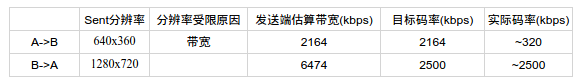 Sent分辨率 分辨率受限原因 发送端估算带宽(kbps) 目标码率(kbps) 实际码率(kbps)
A->B 640x360 带宽 2164 2164 ~320
B->A 1280x720 6474 2500 ~2500